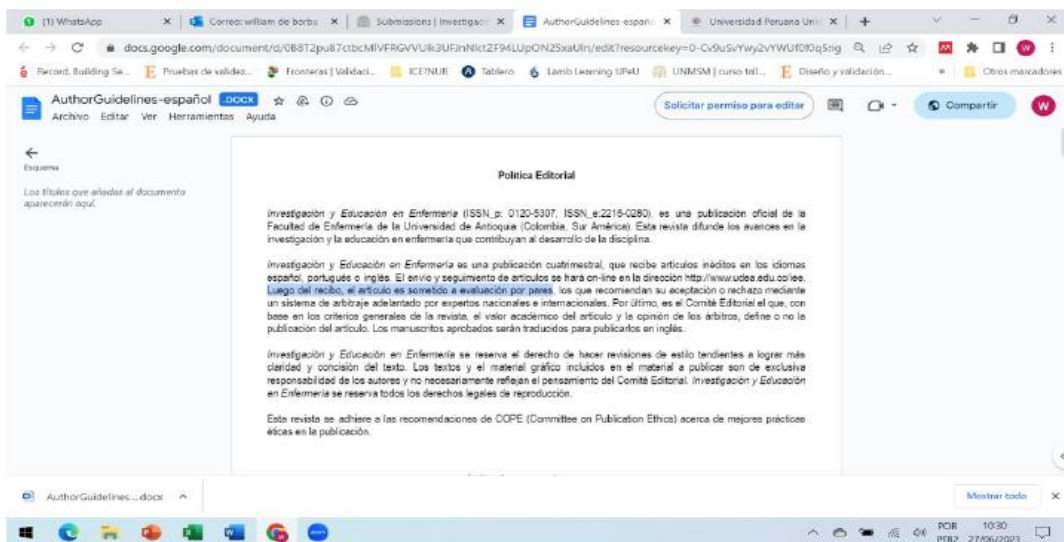 (1) WhatsApp
Correo: william de borba
Submissions | Investigaci
AuthorGuidelines-españo
Universidad Peruana Uni
docs.google.com/document/d/
Récord, Building Se...
Pruebas de validez...
Fronteras | Validaci...
ICE?NUR
Tablero
Lamb Learning UPeU
UNMSM | curso tall...
Diseño y validación...
Otros marcadores
AuthorGuidelines-español .DOCX
Solicitar permiso para editar
Compartir
W
Archivo Editar Ver Herramientas Ayuda
Esquema
Los títulos que añadas al documento
aparecerán aquí.
Política Editorial
Investigación y Educación en Enfermería (ISSN_p: 0120-5307, ISSN_e:2216-0280), es una publicación oficial de la
Facultad de Enfermería de la Universidad de Antioquia (Colombia, Sur América). Esta revista difunde los avances en la
investigación y la educación en enfermería que contribuyan al desarrollo de la disciplina.
Investigación y Educación en Enfermería es una publicación cuatrimestral, que recibe artículos inéditos en los idiomas
español, portugués o inglés. El envío y seguimiento de artículos se hará on-line en la dirección http://www.udea.edu.co/iee.
Luego del recibo, el artículo es sometido a evaluación por pares, los que recomiendan su aceptación o rechazo mediante
un sistema de arbitraje adelantado por expertos nacionales e internacionales. Por último, es el Comité Editorial el que, con
base en los criterios generales de la revista, el valor académico del artículo y la opinión de los árbitros, define o no la
publicación del artículo. Los manuscritos aprobados serán traducidos para publicarlos en inglés.
Investigación y Educación en Enfermería se reserva el derecho de hacer revisiones de estilo tendientes a lograr más
claridad y concisión del texto. Los textos y el material gráfico incluidos en el material a publicar son de exclusiva
responsabilidad de los autores y no necesariamente reflejan el pensamiento del Comité Editorial. Investigación y Educación
en Enfermería se reserva todos los derechos legales de reproducción.
Esta revista se adhiere a las recomendaciones de COPE (Committee on Publication Ethics) acerca de mejores prácticas
éticas en la publicación.
AuthorGuidelines....docx
Mostrar todo
POR 10:30
PTB2 27/06/2023